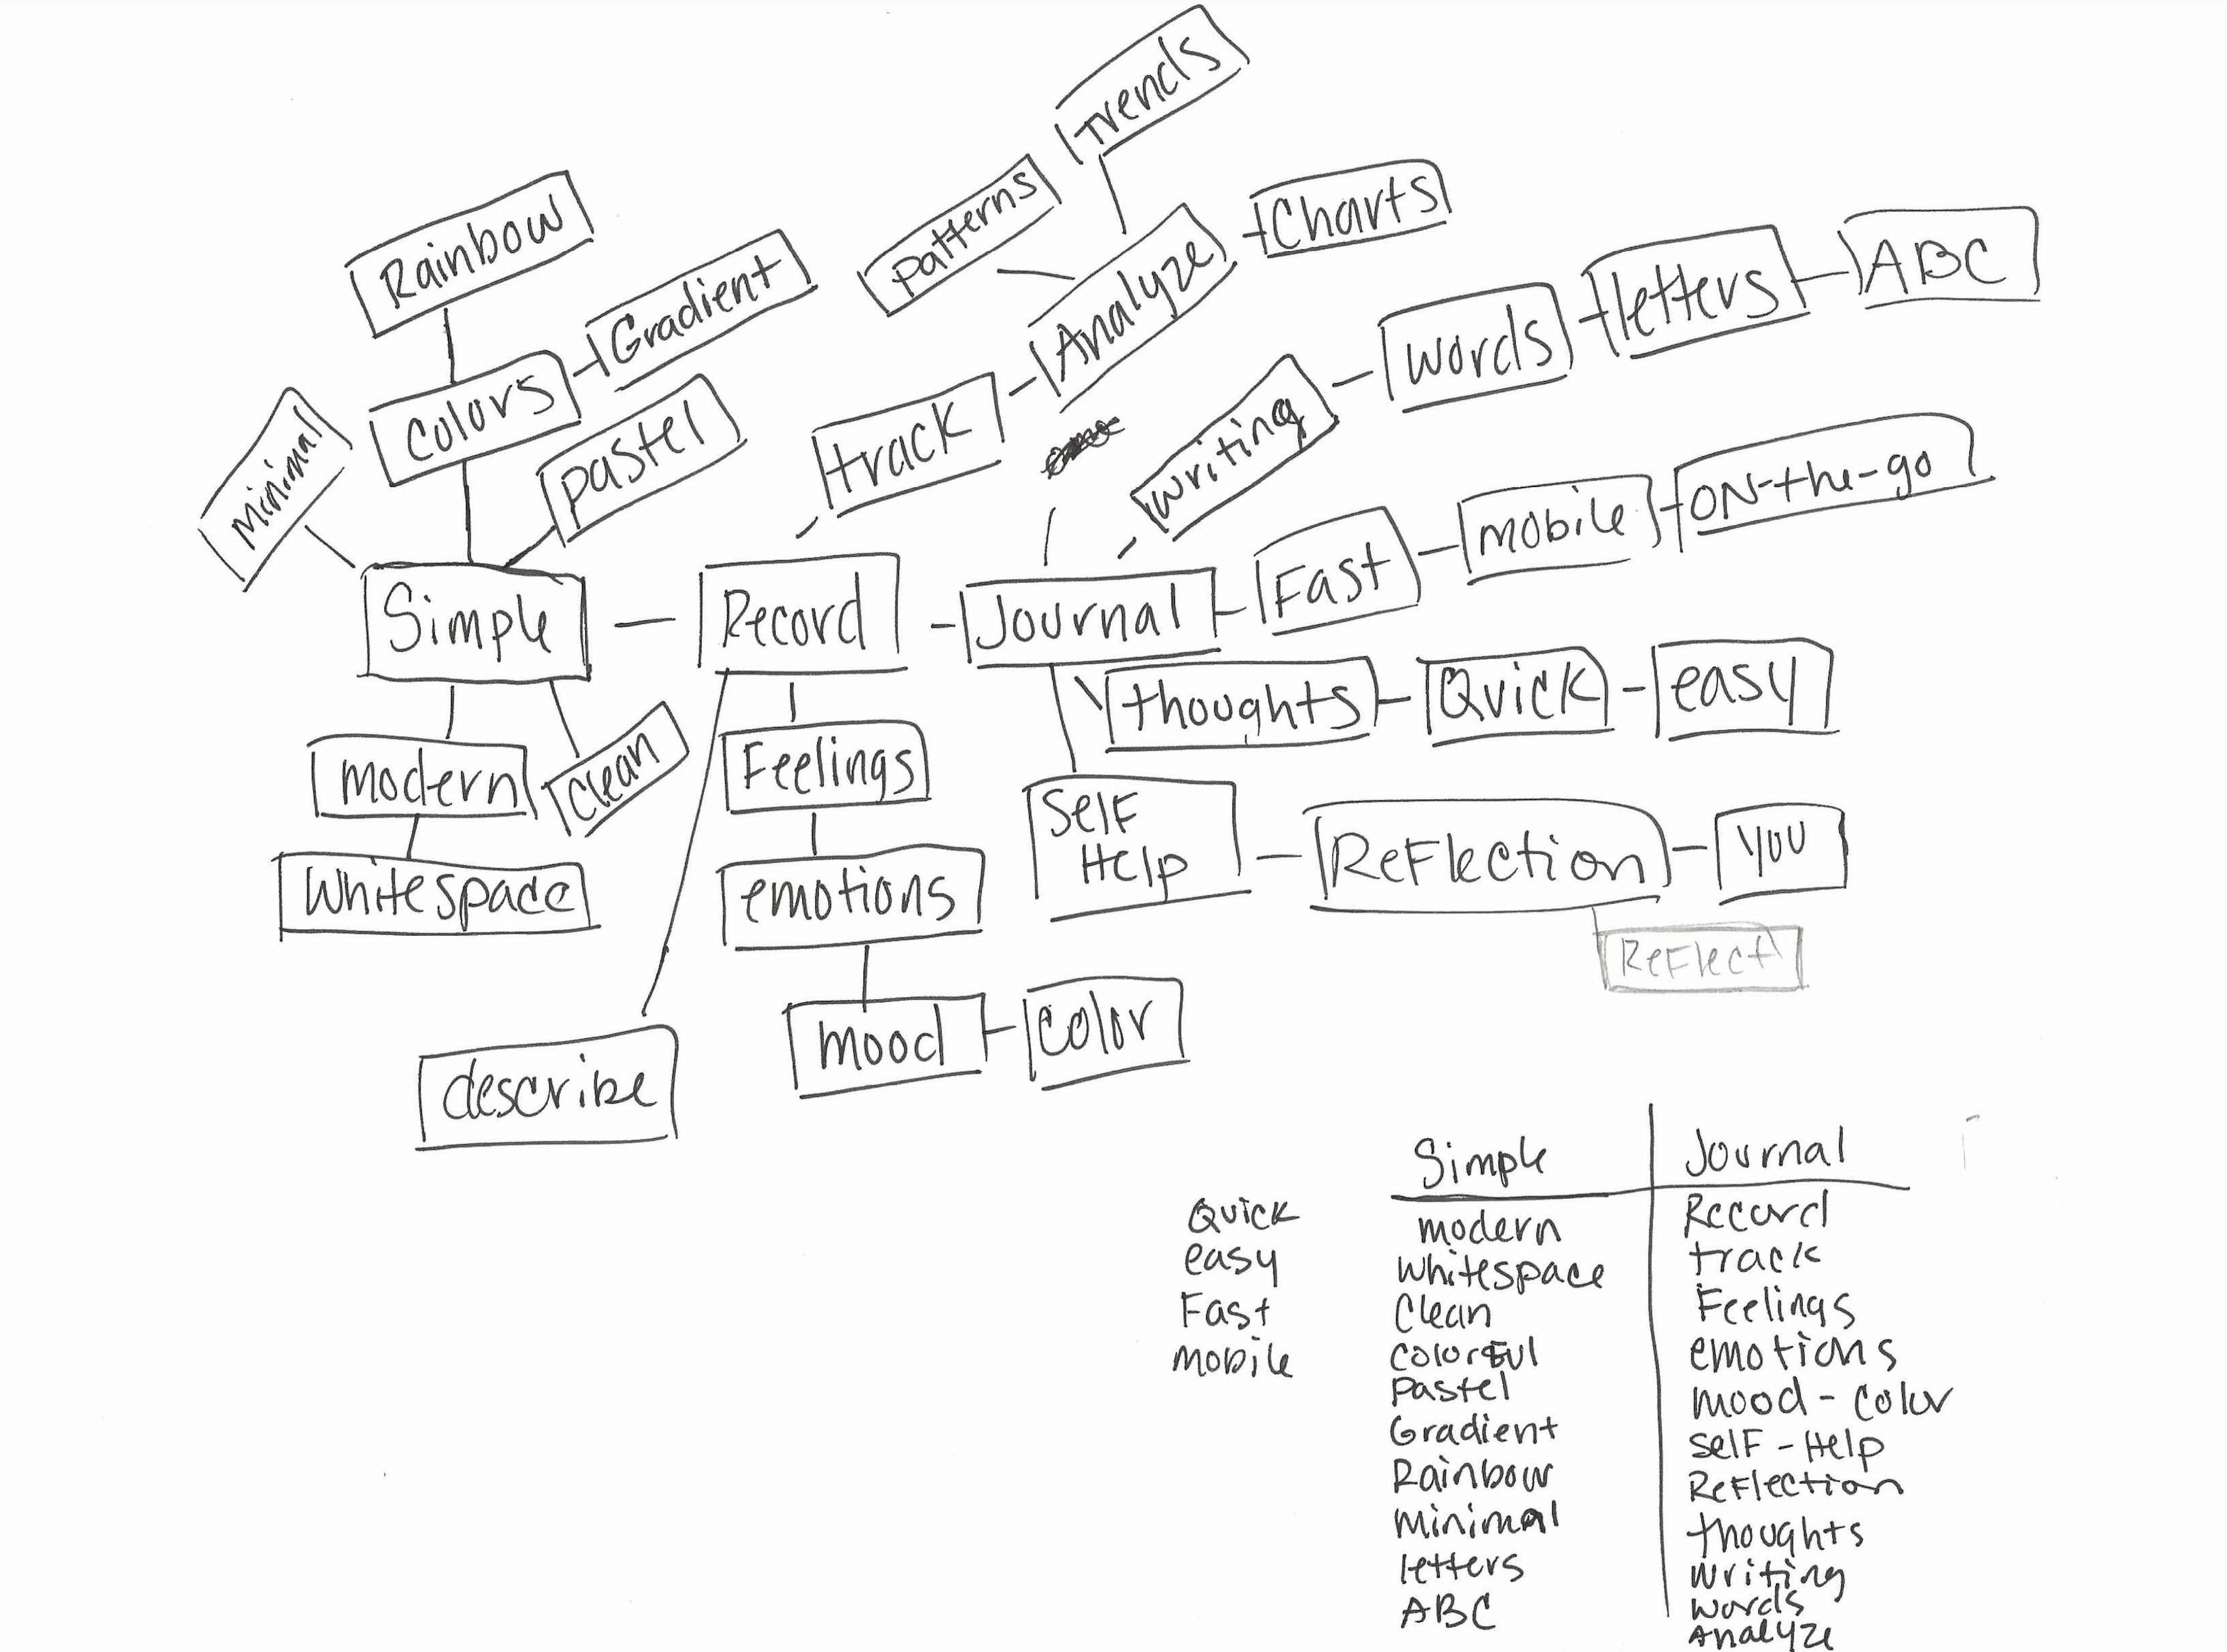 Trends
Patterns
Charts
Rainbow
Analyze
letters
ABC
Gradient
words
Colors
track
writing
Pastel
Minimal
Fast
mobile
ON-the-go
Simple
Record
Journal
thoughts
Quick
easy
modern
Clean
Feelings
Self
Help
Reflection
you
Whitespace
emotions
Reflect
mood
Color
describe
Simple
Journal
Quick
easy
Fast
mobile
modern
Whitespace
Clean
Colorful
Pastel
Gradient
Rainbow
Minimal
letters
ABC
Record
track
Feelings
emotions
mood - color
self - Help
Reflection
thoughts
writing
words
Analyze